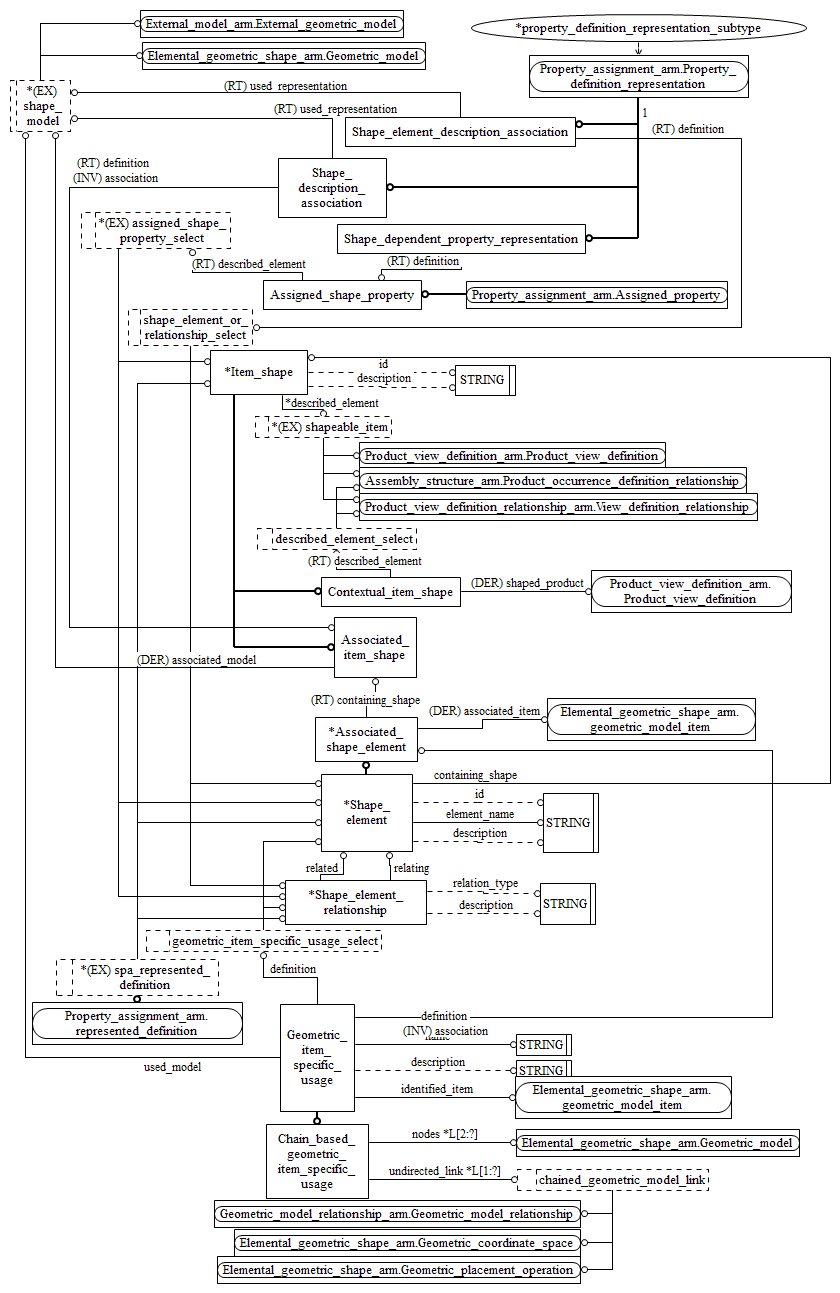 External_model_arm.External_geometric_model
*property_definition_representation_subtype
Elemental_geometric_shape_arm.Geometric_model
Property_assignment_arm.Property_
definition_representation
*(EX)
shape_
model
(RT) used_representation
(RT) used_representation
1
Shape_element_description_association
(RT) definition
(RT) definition
(INV) association
Shape_
description_
association
*(EX) assigned_shape_
property_select
Shape_dependent_property_representation
(RT) described_element
(RT) definition
Assigned_shape_property
Property_assignment_arm.Assigned_property
shape_element_or_
relationship_select
*Item_shape
id
description
STRING
*described_element
*(EX) shapeable_item
Product_view_definition_arm.Product_view_definition
Assembly_structure_arm.Product_occurrence_definition_relationship
Product_view_definition_relationship_arm.View_definition_relationship
described_element_select
(RT) described_element
Contextual_item_shape
(DER) shaped_product
Product_view_definition_arm.
Product_view_definition
Associated_
item_shape
(DER) associated_model
(RT) containing_shape
(DER) associated_item
Elemental_geometric_shape_arm.
geometric_model_item
*Associated_
shape_element
containing_shape
*Shape_
element
id
element_name
description
STRING
related
relating
*Shape_element_
relationship
relation_type
description
STRING
geometric_item_specific_usage_select
*(EX) spa_represented_
definition
definition
Property_assignment_arm.
represented_definition
Geometric_
item_
specific_
usage
definition
(INV) association
name
STRING
description
STRING
used_model
identified_item
Elemental_geometric_shape_arm.
geometric_model_item
Chain_based_
geometric_
item_specific_
usage
nodes *L[2:?]
Elemental_geometric_shape_arm.Geometric_model
undirected_link *L[1:?]
chained_geometric_model_link
Geometric_model_relationship_arm.Geometric_model_relationship
Elemental_geometric_shape_arm.Geometric_coordinate_space
Elemental_geometric_shape_arm.Geometric_placement_operation